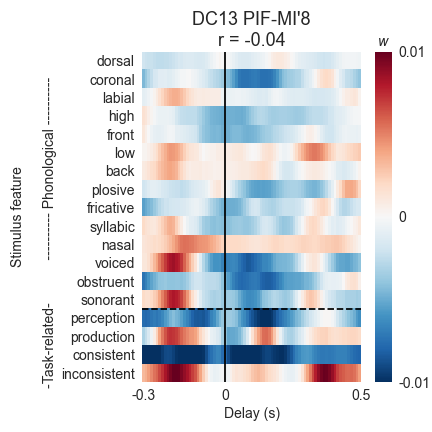 DC13 PIF-MI'8
r = -0.04
w
dorsal
coronal
labial
high
front
low
back
plosive
fricative
syllabic
nasal
voiced
obstruent
sonorant
perception
production
consistent
inconsistent
Stimulus feature
-Task-related- ---------- Phonological ----------
0.01
0
-0.01
-0.3 0 0.5
Delay (s)